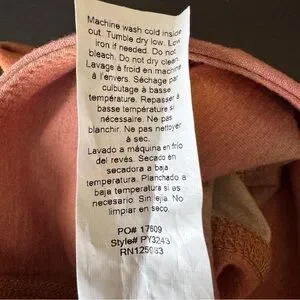 Machine wash cold inside
out. Tumble dry low. Low
iron if needed. Do not
bleach. Do not dry clean.
Lavage à froid en machine
à l'envers. Séchage par
culbutage à basse
température. Repasser à
basse température si
nécessaire. Ne pas
blanchir. Ne pas nettoyer
à sec.
Lavado a máquina en frio
del revés. Secado en
secadora a baja
temperatura. Planchado a
baja temperatura si es
necesario. Sin lejía. No
limpiar en seco.
PO# 17609
Style# PY3243
RN125983